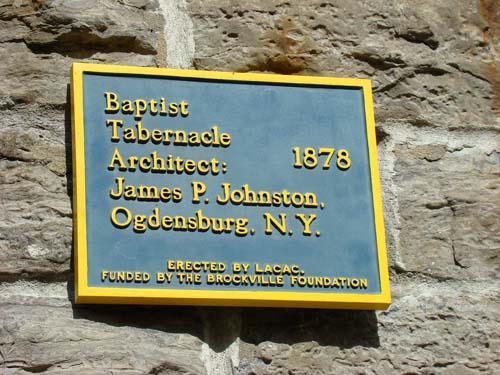 Baptist
Tabernacle
Architect: 1878
James P. Johnston,
Ogdensburg, N.Y.
ERECTED BY LACAC,
FUNDED BY THE BROCKVILLE FOUNDATION